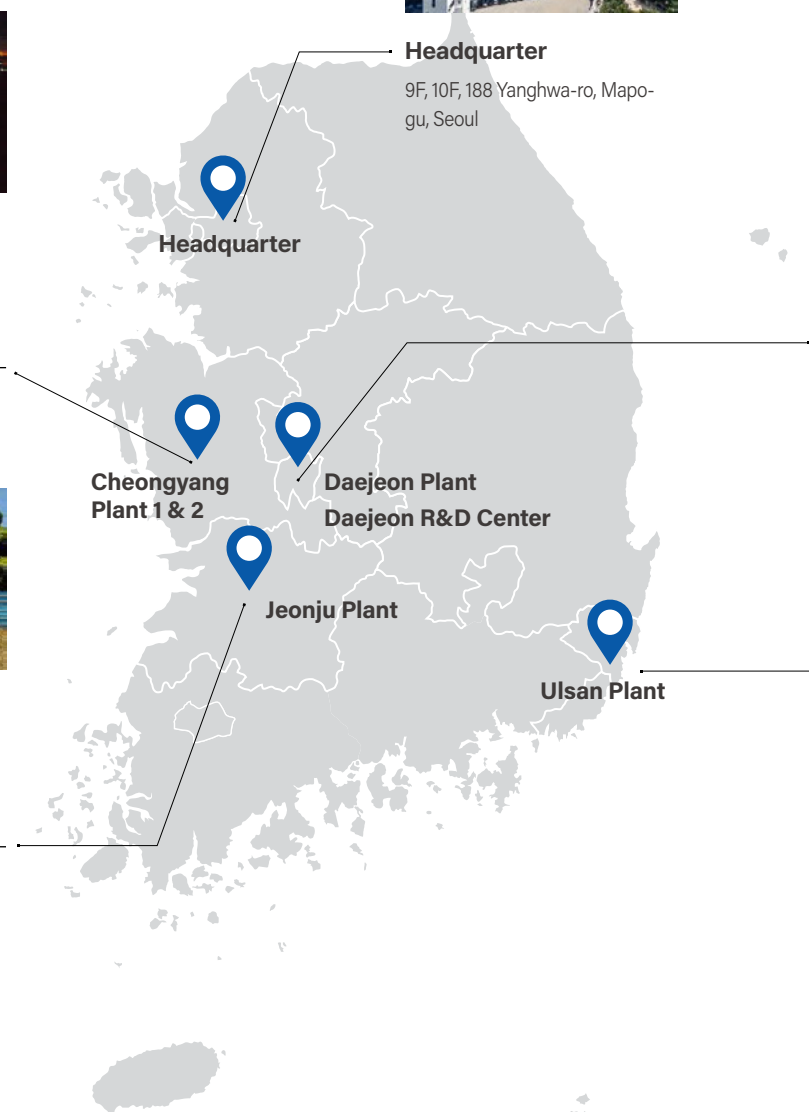 Headquarter
9F, 10F, 188 Yanghwa-ro, Mapo-
gu, Seoul
Headquarter
Cheongyang
Plant 1 & 2
Daejeon Plant
Daejeon R&D Center
Jeonju Plant
Ulsan Plant